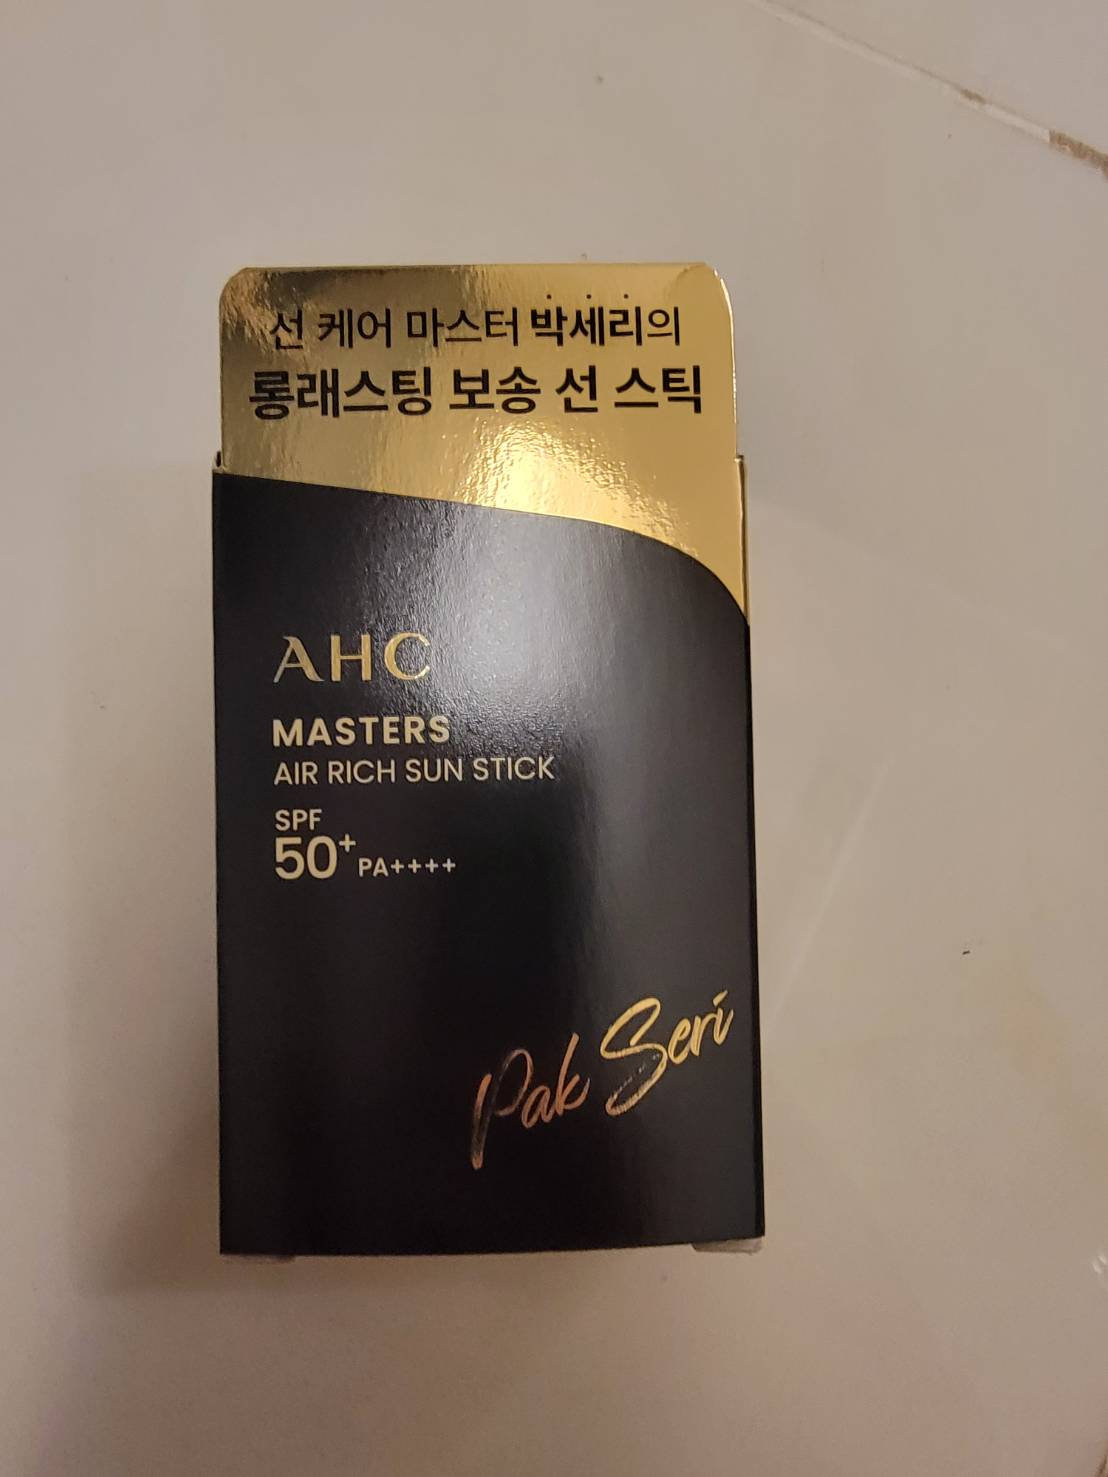 선 케어 마스터 박세리의
롱래스팅 보송 선 스틱
AHC
MASTERS
AIR RICH SUN STICK
SPF
50+ PA++++
Pak Seri